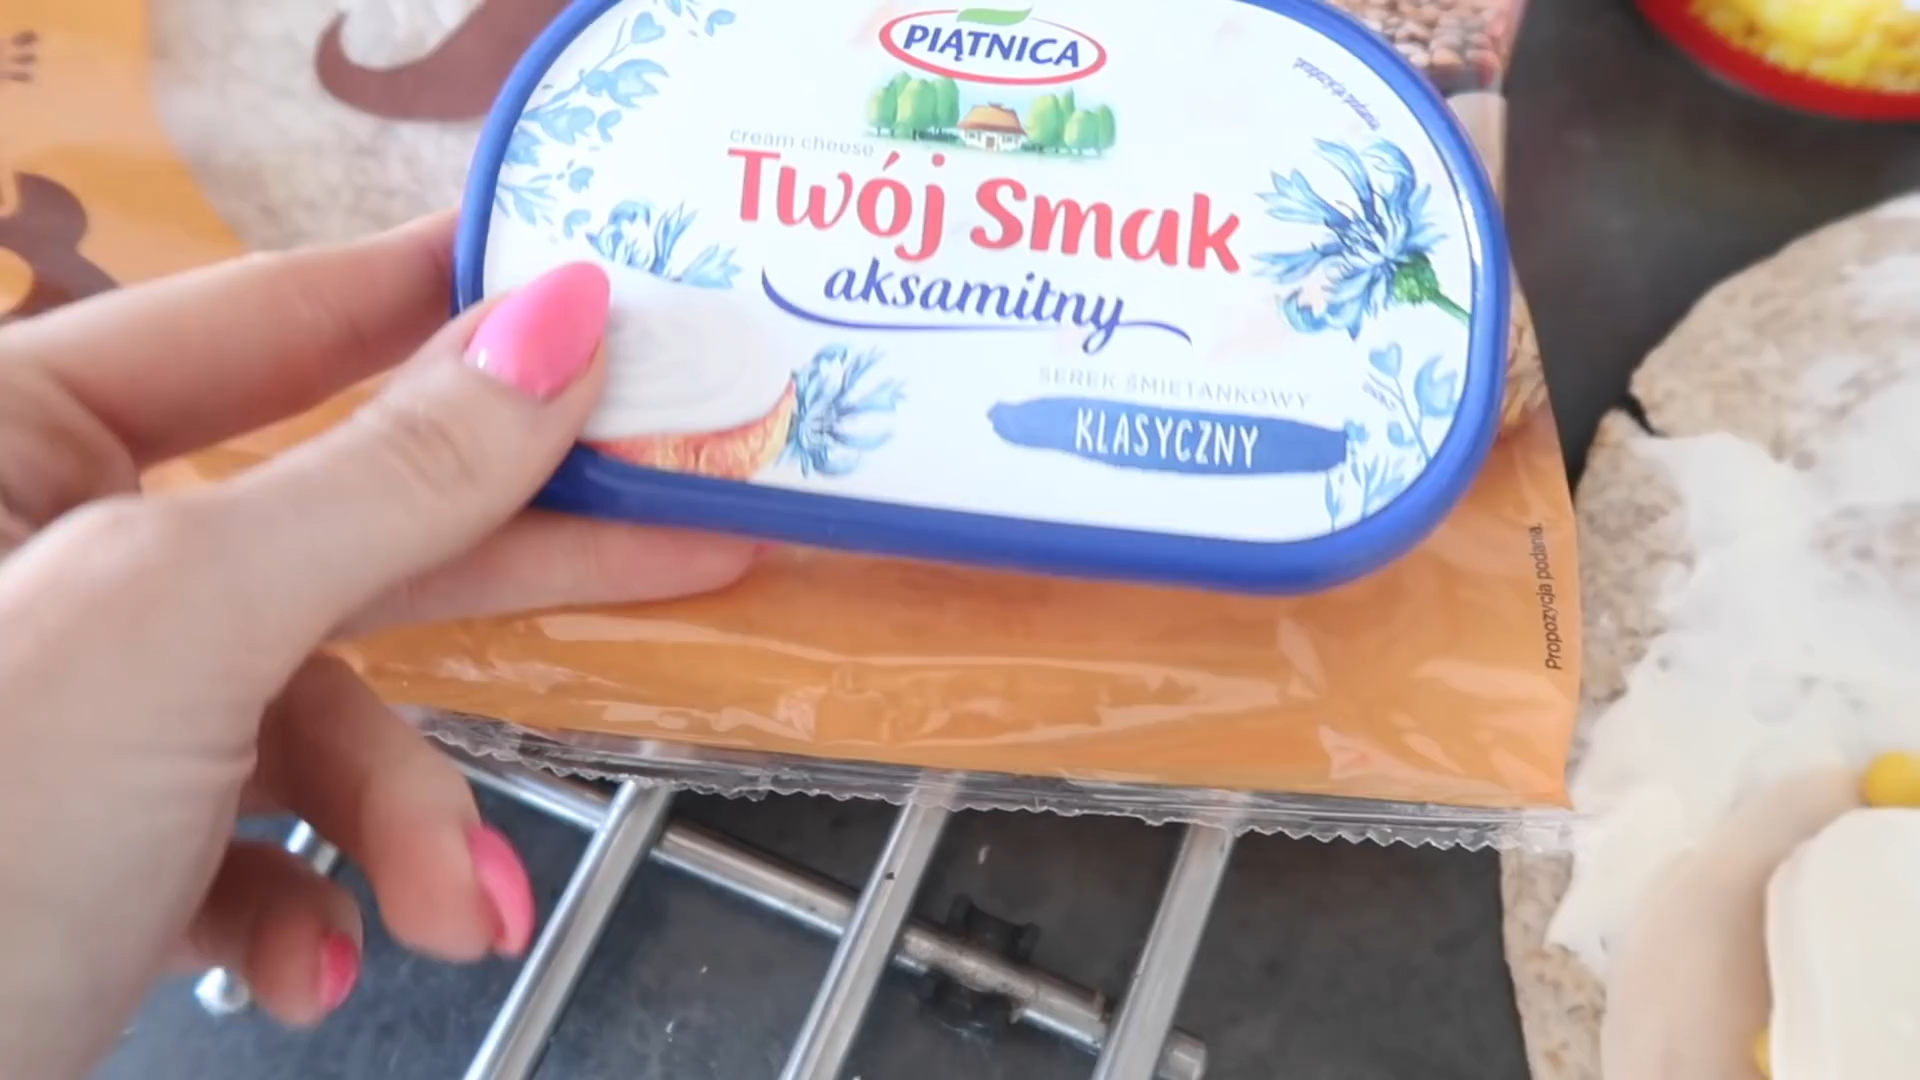 PIĄTNICA
cream cheese
Twój Smak
aksamitny
SEREK ŚMIETANKOWY
KLASYCZNY
Propozycja podania.